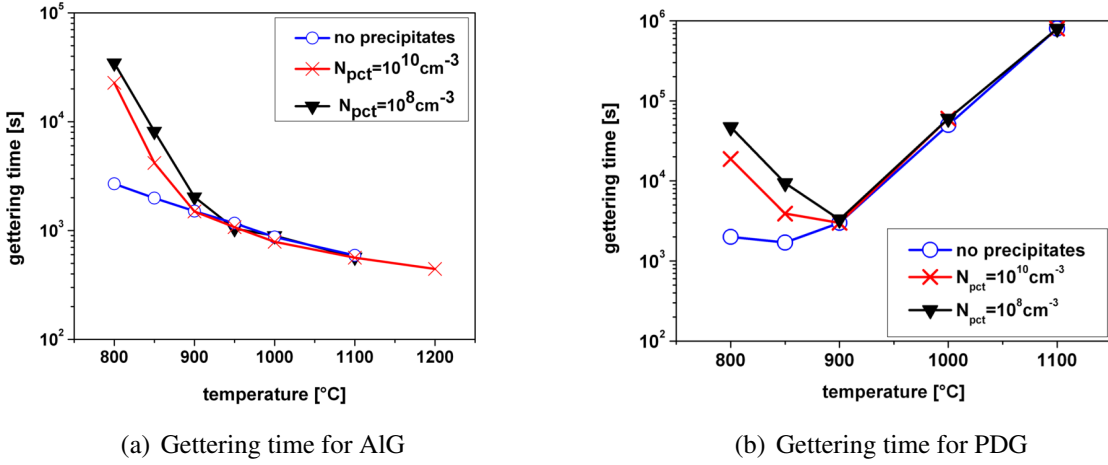 10^5
10^4
10^3
10^2
gettering time [s]
no precipitates
N_pct=10^10cm^-3
N_pct=10^8cm^-3
800 900 1000 1100 1200
temperature [°C]
(a) Gettering time for AlG
10^6
10^5
10^4
10^3
10^2
gettering time [s]
no precipitates
N_pct=10^10cm^-3
N_pct=10^8cm^-3
800 900 1000 1100
temperature [°C]
(b) Gettering time for PDG